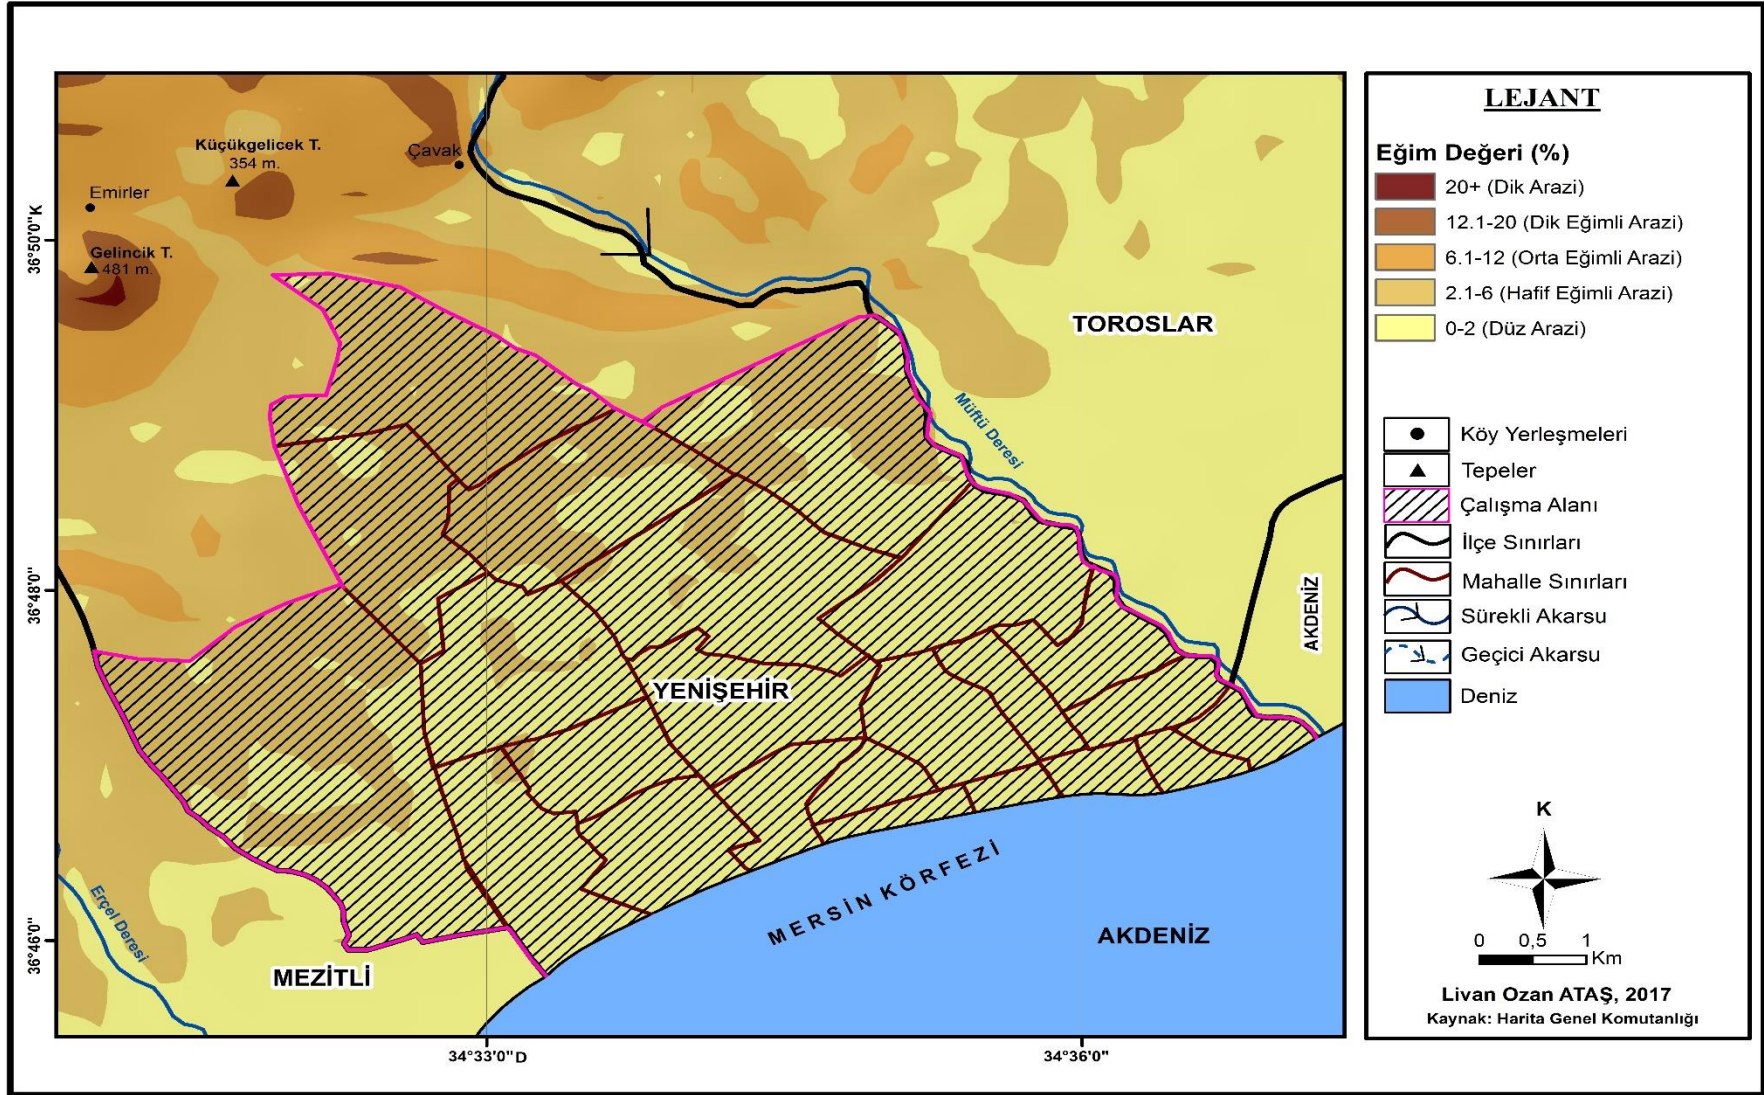 Küçükgelicek T.
354 m.
Çavak
Emirler
Gelincik T.
481 m.
TOROSLAR
Müftü Deresi
AKDENİZ
YENİŞEHİR
Erçel Deresi
MEZİTLİ
MERSİN KÖRFEZİ
AKDENİZ
36°50'0"K
36°48'0"
36°46'0"
34°33'0"D
34°36'0"
LEJANT
Eğim Değeri (%)
20+ (Dik Arazi)
12.1-20 (Dik Eğimli Arazi)
6.1-12 (Orta Eğimli Arazi)
2.1-6 (Hafif Eğimli Arazi)
0-2 (Düz Arazi)
Köy Yerleşmeleri
Tepeler
Çalışma Alanı
İlçe Sınırları
Mahalle Sınırları
Sürekli Akarsu
Geçici Akarsu
Deniz
K
0 0,5 1
Km
Livan Ozan ATAŞ, 2017
Kaynak: Harita Genel Komutanlığı